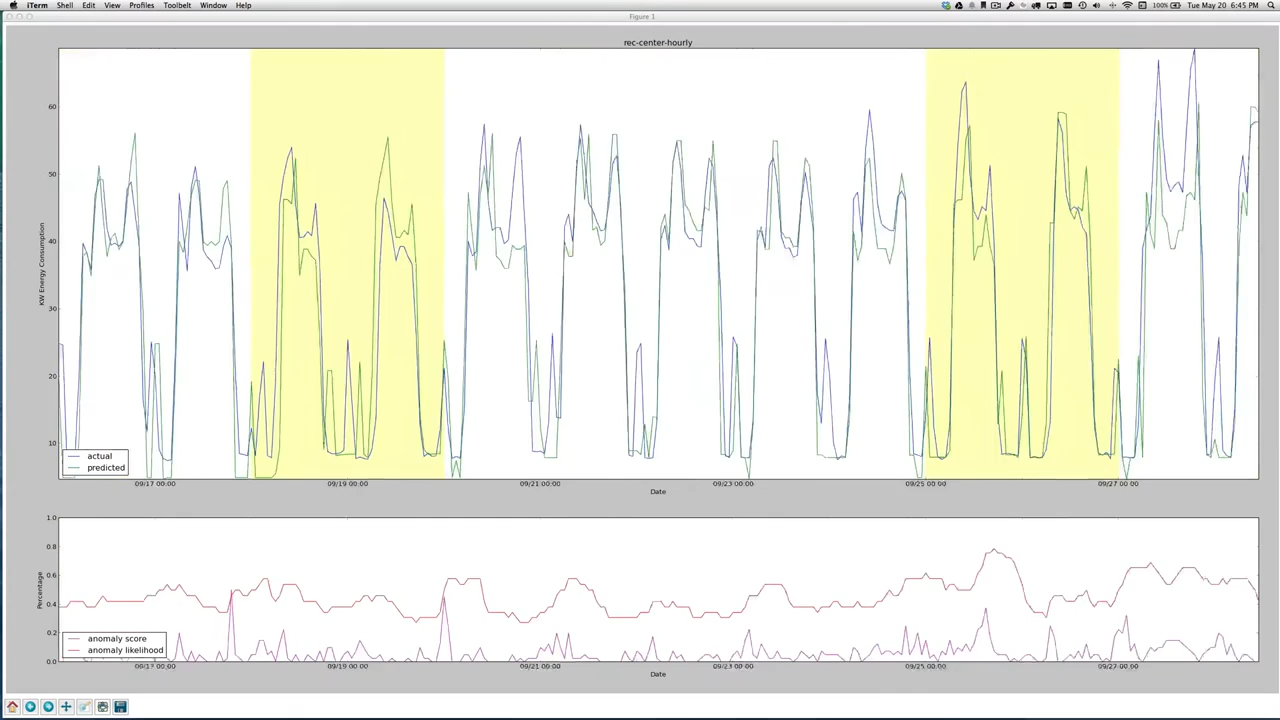 iTerm Shell Edit View Profiles Toolbelt Window Help 100% Tue May 20 6:45 PM
Figure 1
rec-center-hourly
60
50
40
30
20
10
KW Energy Consumption
actual
predicted
09/17 00:00 09/19 00:00 09/21 00:00 09/23 00:00 09/25 00:00 09/27 00:00
Date
1.0
0.8
0.6
0.4
0.2
0.0
Percentage
anomaly score
anomaly likelihood
09/17 00:00 09/19 00:00 09/21 00:00 09/23 00:00 09/25 00:00 09/27 00:00
Date